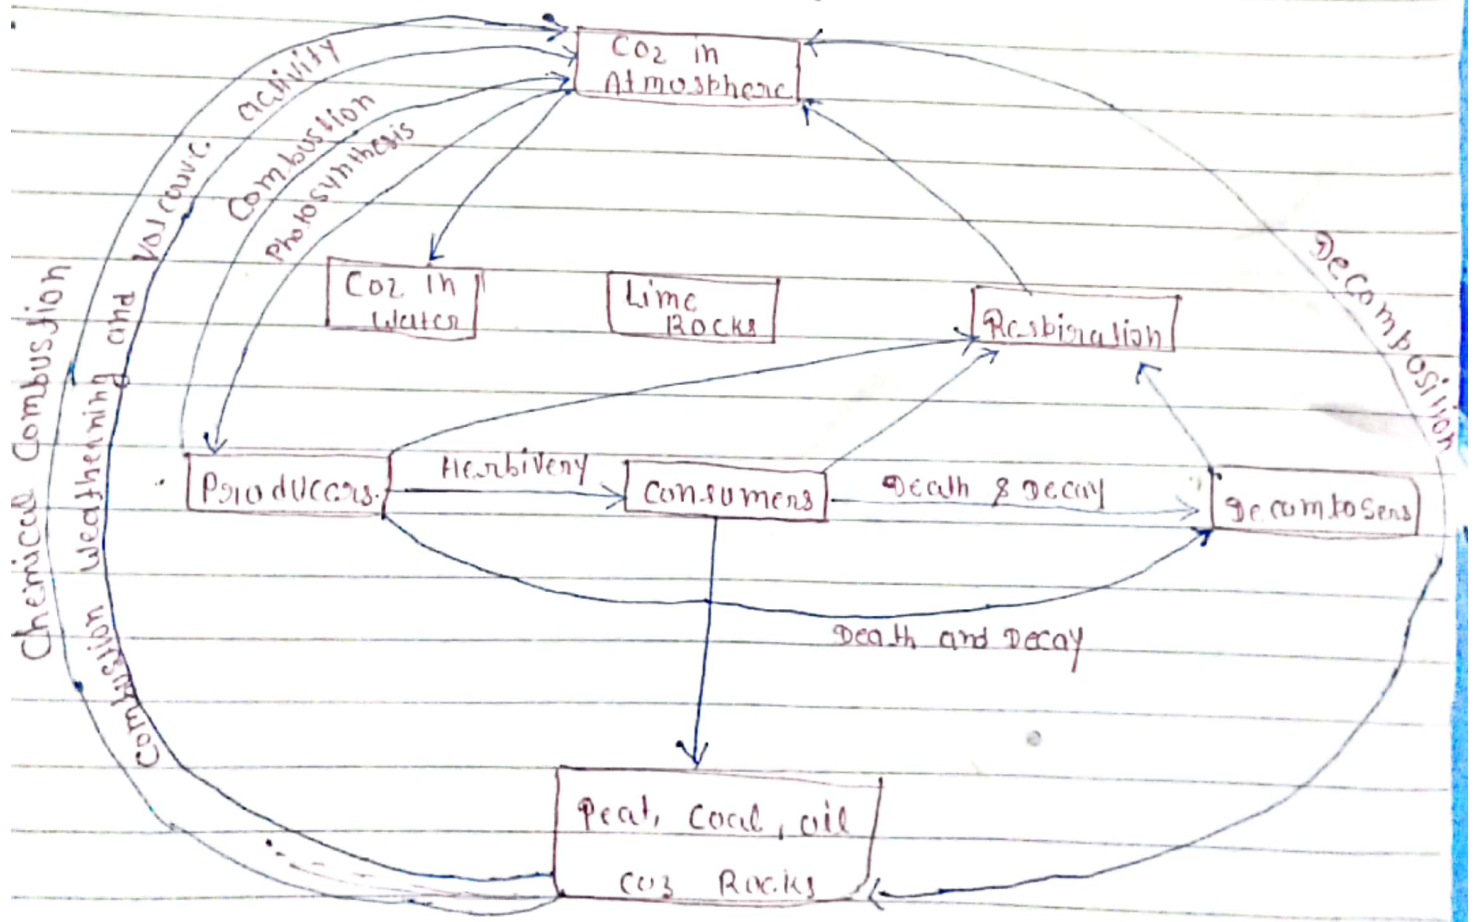 CO2 in
Atmosphere
Chemical Combustion
Combustion Weathering and Volcanic activity
Combustion
Photosynthesis
Decomposition
CO2 in
Water
Lime
Rocks
Respiration
Producers.
Herbivery
Consumers
Death & Decay
Decomposers
Death and Decay
Peat, Coal, oil
CO3 Rocks